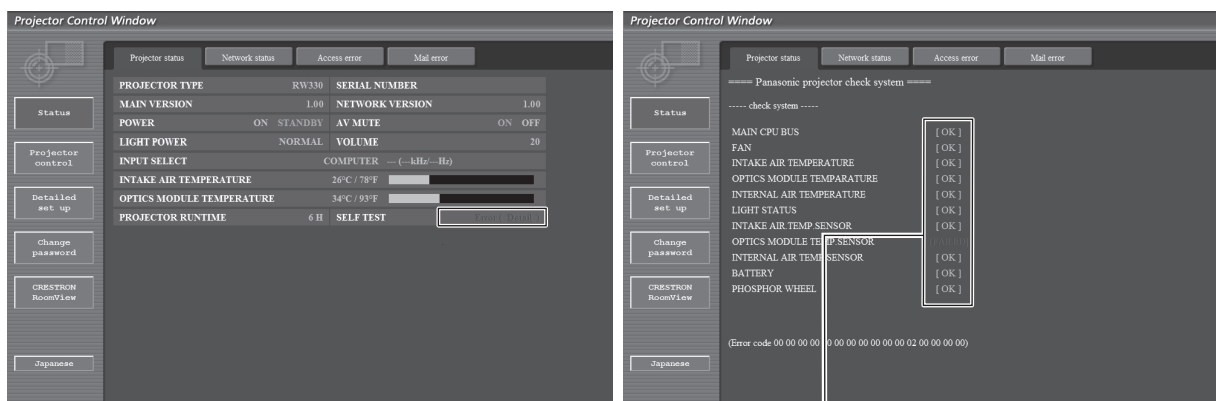 Projector Control Window
Projector status Network status Access error Mail error
Status
Projector control
Detailed set up
Change password
CRESTRON RoomView
Japanese
PROJECTOR TYPE RW330 SERIAL NUMBER
MAIN VERSION 1.00 NETWORK VERSION 1.00
POWER ON STANDBY AV MUTE ON OFF
LIGHT POWER NORMAL VOLUME 20
INPUT SELECT COMPUTER --- (---kHz/---Hz)
INTAKE AIR TEMPERATURE 26°C / 78°F
OPTICS MODULE TEMPERATURE 34°C / 93°F
PROJECTOR RUNTIME 6 H SELF TEST Error [ Detail ]
Projector Control Window
Projector status Network status Access error Mail error
Status
Projector control
Detailed set up
Change password
CRESTRON RoomView
Japanese
==== Panasonic projector check system ====
----- check system -----
MAIN CPU BUS [ OK ]
FAN [ OK ]
INTAKE AIR TEMPERATURE [ OK ]
OPTICS MODULE TEMPARATURE [ OK ]
INTERNAL AIR TEMPERATURE [ OK ]
LIGHT STATUS [ OK ]
INTAKE AIR.TEMP.SENSOR [ OK ]
OPTICS MODULE TEMP.SENSOR
INTERNAL AIR TEMP.SENSOR [ OK ]
BATTERY [ OK ]
PHOSPHOR WHEEL [ OK ]
(Error code 00 00 00 00 00 00 00 00 00 00 00 02 00 00 00 00)